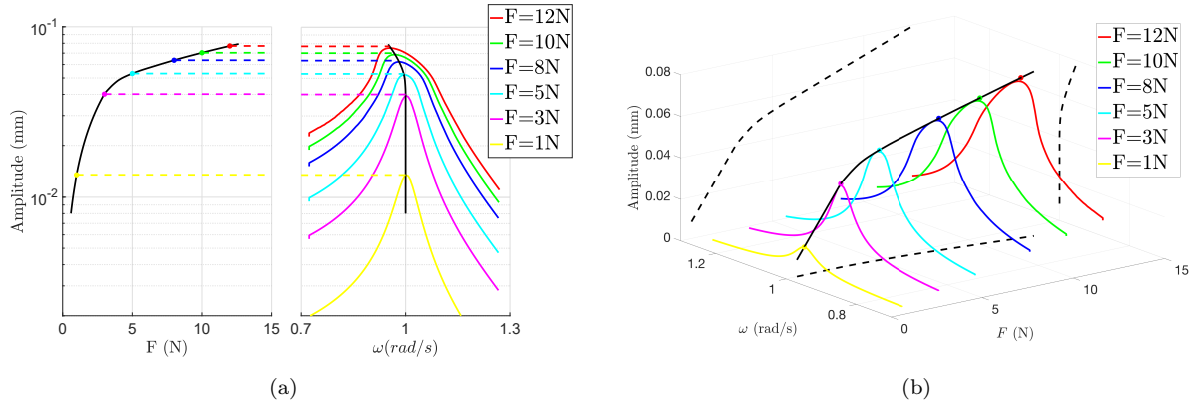 F=12N
F=10N
F=8N
F=5N
F=3N
F=1N
10⁻¹
10⁻²
Amplitude (mm)
0 5 10 15
F (N)
0.7 1 1.3
ω(rad/s)
(a)
F=12N
F=10N
F=8N
F=5N
F=3N
F=1N
0.08
0.06
0.04
0.02
0
Amplitude (mm)
1.2
1
0.8
ω (rad/s)
0
5
10
15
F (N)
(b)